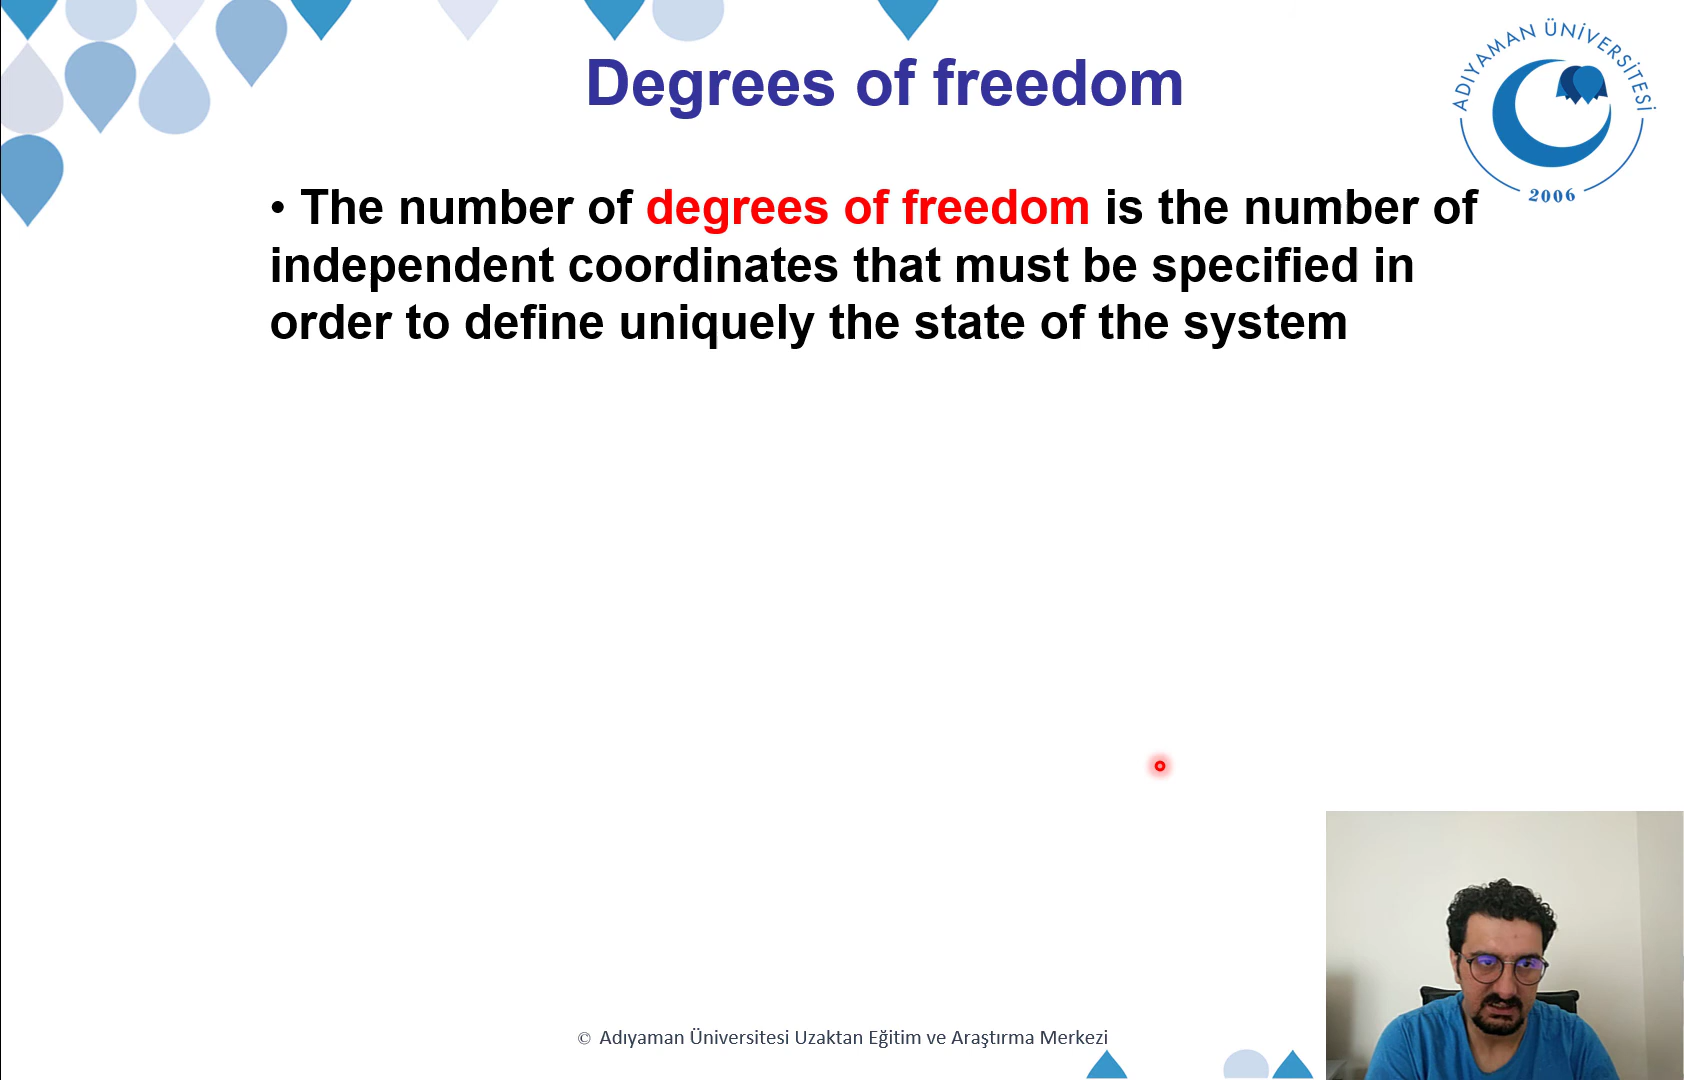 Degrees of freedom
ADIYAMAN ÜNİVERSİTESİ
2006
• The number of degrees of freedom is the number of
independent coordinates that must be specified in
order to define uniquely the state of the system
© Adıyaman Üniversitesi Uzaktan Eğitim ve Araştırma Merkezi